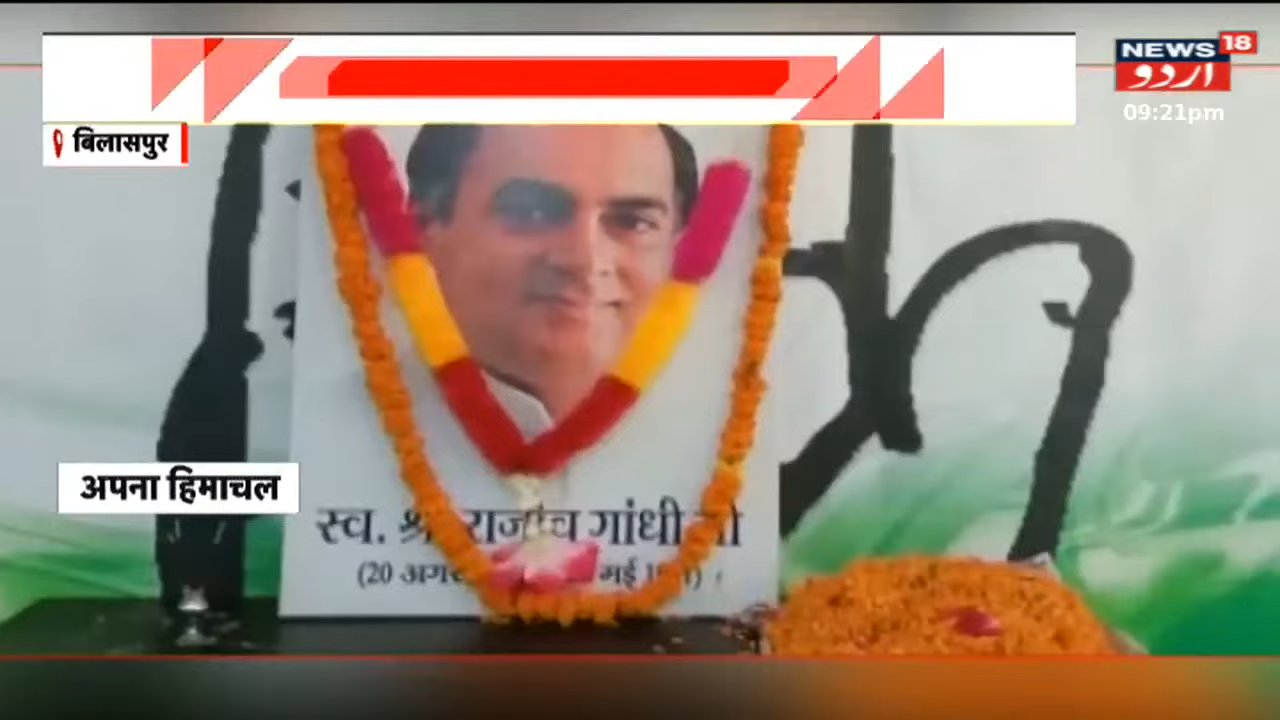 NEWS 18
اردو
09:21pm
बिलासपुर
अपना हिमाचल
स्व. गांधी
(20 मई